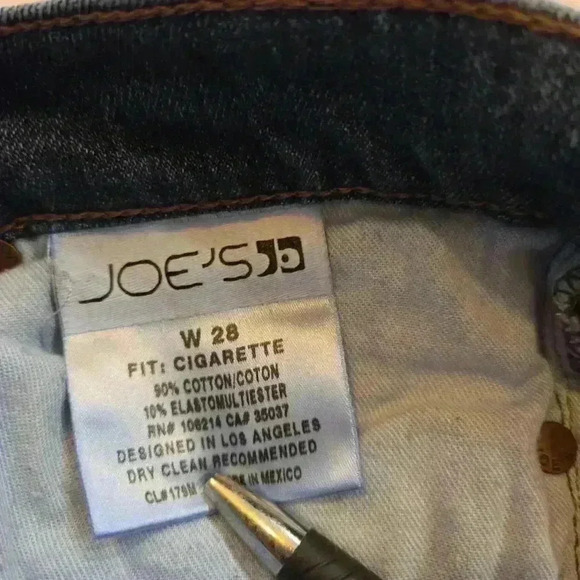 JOE'S
W 28
FIT: CIGARETTE
90% COTTON/COTON
10% ELASTOMULTIESTER
RN# 106214 CA# 35037
DESIGNED IN LOS ANGELES
DRY CLEAN RECOMMENDED
CL# 179M IN MEXICO